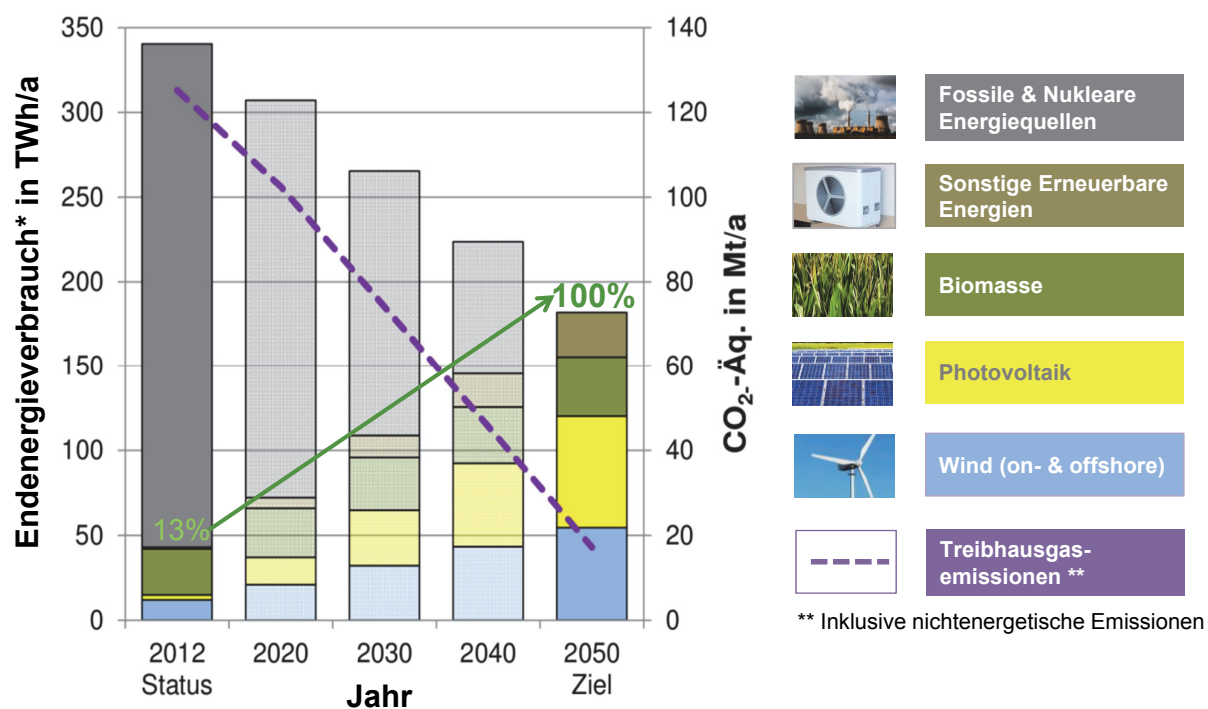 Endenergieverbrauch* in TWh/a
350
300
250
200
150
100
50
0
140
120
100
80
60
40
20
0
CO2-Äq. in Mt/a
13%
100%
2012
Status
2020
2030
2040
2050
Ziel
Jahr
Fossile & Nukleare
Energiequellen
Sonstige Erneuerbare
Energien
Biomasse
Photovoltaik
Wind (on- & offshore)
Treibhausgas-
emissionen **
** Inklusive nichtenergetische Emissionen